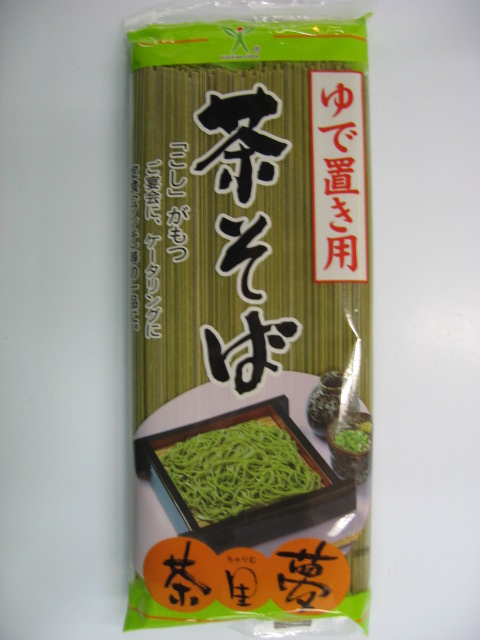 ゆで置き用
茶そば
「こし」がもつ
ご宴会に、ケータリングに
ちゃりむ
茶里夢